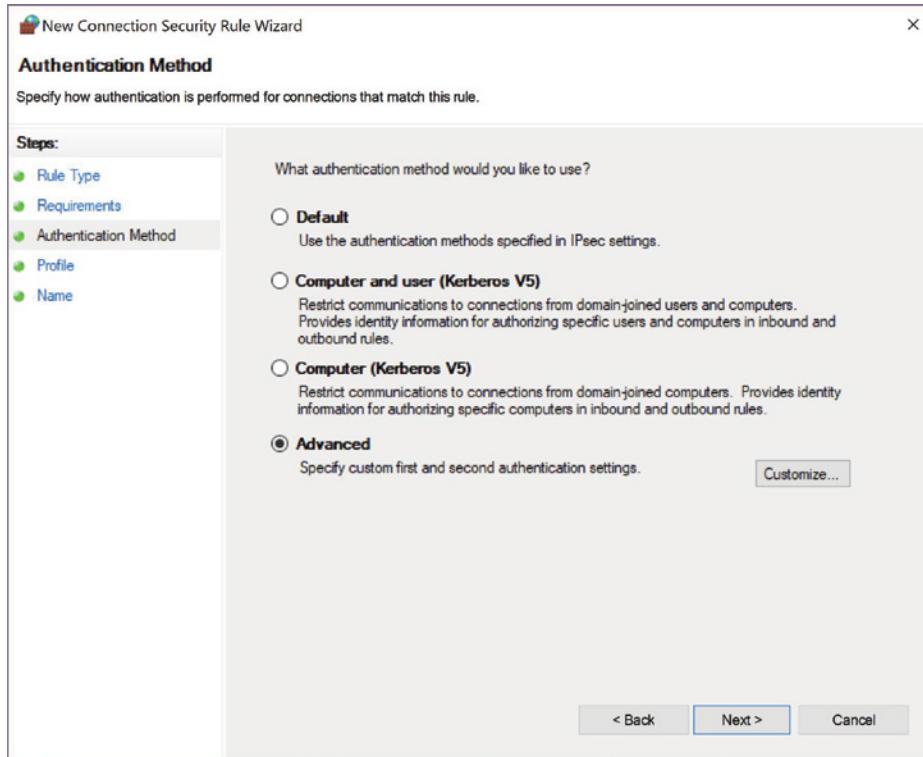 New Connection Security Rule Wizard
Authentication Method
Specify how authentication is performed for connections that match this rule.
Steps:
Rule Type
Requirements
Authentication Method
Profile
Name
What authentication method would you like to use?
Default
Use the authentication methods specified in IPsec settings.
Computer and user (Kerberos V5)
Restrict communications to connections from domain-joined users and computers.
Provides identity information for authorizing specific users and computers in inbound and
outbound rules.
Computer (Kerberos V5)
Restrict communications to connections from domain-joined computers. Provides identity
information for authorizing specific computers in inbound and outbound rules.
Advanced
Specify custom first and second authentication settings.
Customize...
< Back
Next >
Cancel